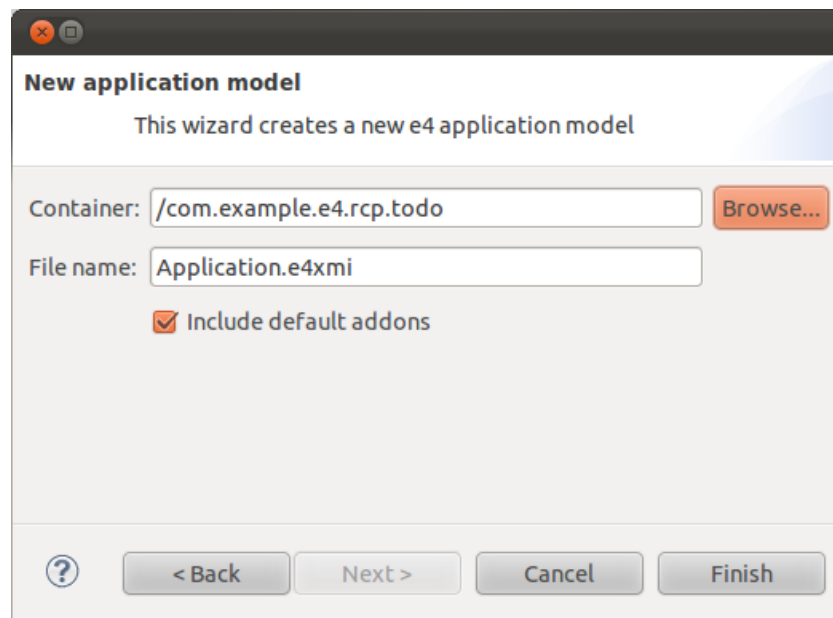 New application model
This wizard creates a new e4 application model
Container: /com.example.e4.rcp.todo Browse...
File name: Application.e4xmi
Include default addons
? < Back Next > Cancel Finish